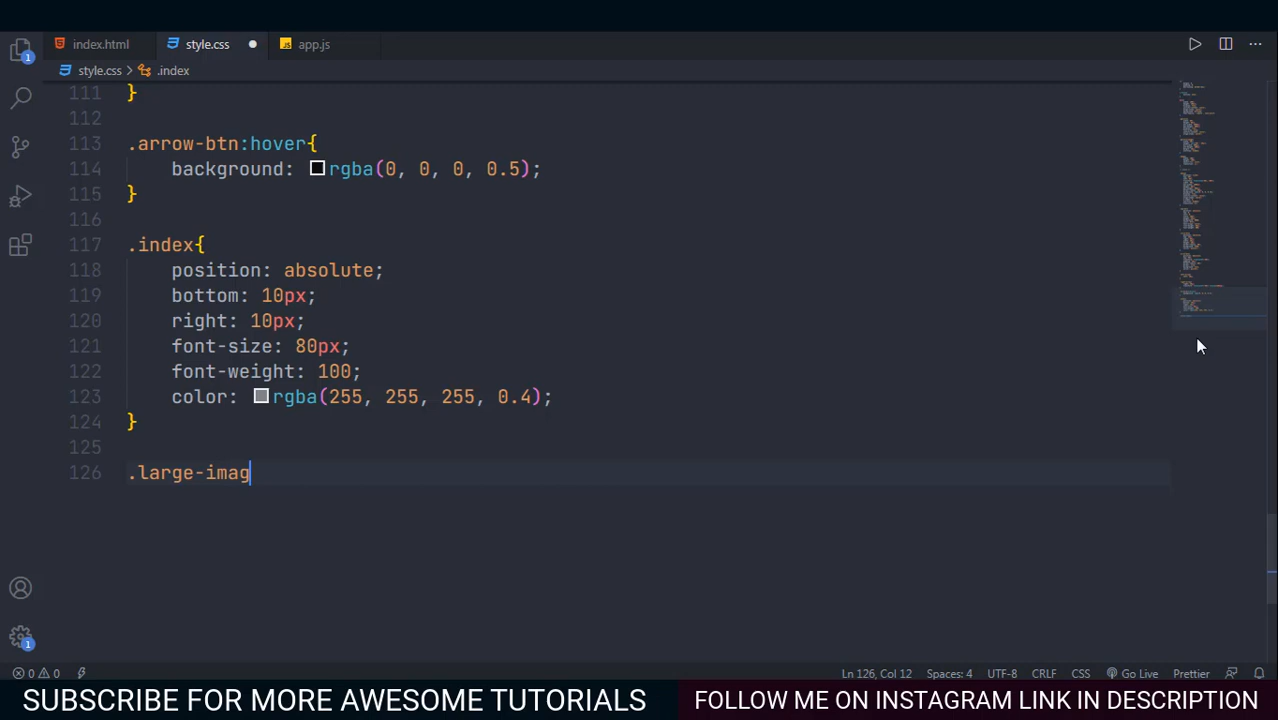 index.html
style.css
app.js
style.css > .index
111 }
112
113 .arrow-btn:hover{
114 background: rgba(0, 0, 0, 0.5);
115 }
116
117 .index{
118 position: absolute;
119 bottom: 10px;
120 right: 10px;
121 font-size: 80px;
122 font-weight: 100;
123 color: rgba(255, 255, 255, 0.4);
124 }
125
126 .large-imag
1
1
0 0 Ln 126, Col 12 Spaces: 4 UTF-8 CRLF CSS Go Live Prettier
SUBSCRIBE FOR MORE AWESOME TUTORIALS
FOLLOW ME ON INSTAGRAM LINK IN DESCRIPTION